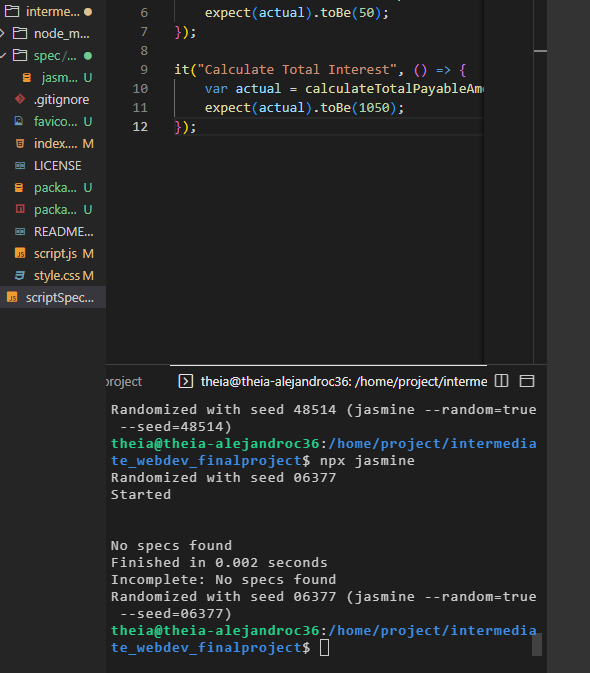 interme...
node_m...
spec/...
jasm... U
.gitignore
favico... U
index.... M
LICENSE
packa... U
packa... U
README...
script.js M
style.css M
scriptSpec...
6 expect(actual).toBe(50);
7 });
8
9 it("Calculate Total Interest", () => {
10 var actual = calculateTotalPayableAm
11 expect(actual).toBe(1050);
12 });
project
theia@theia-alejandroc36: /home/project/interme
Randomized with seed 48514 (jasmine --random=true
--seed=48514)
theia@theia-alejandroc36:/home/project/intermedia
te_webdev_finalproject$ npx jasmine
Randomized with seed 06377
Started
No specs found
Finished in 0.002 seconds
Incomplete: No specs found
Randomized with seed 06377 (jasmine --random=true
--seed=06377)
theia@theia-alejandroc36:/home/project/intermedia
te_webdev_finalproject$